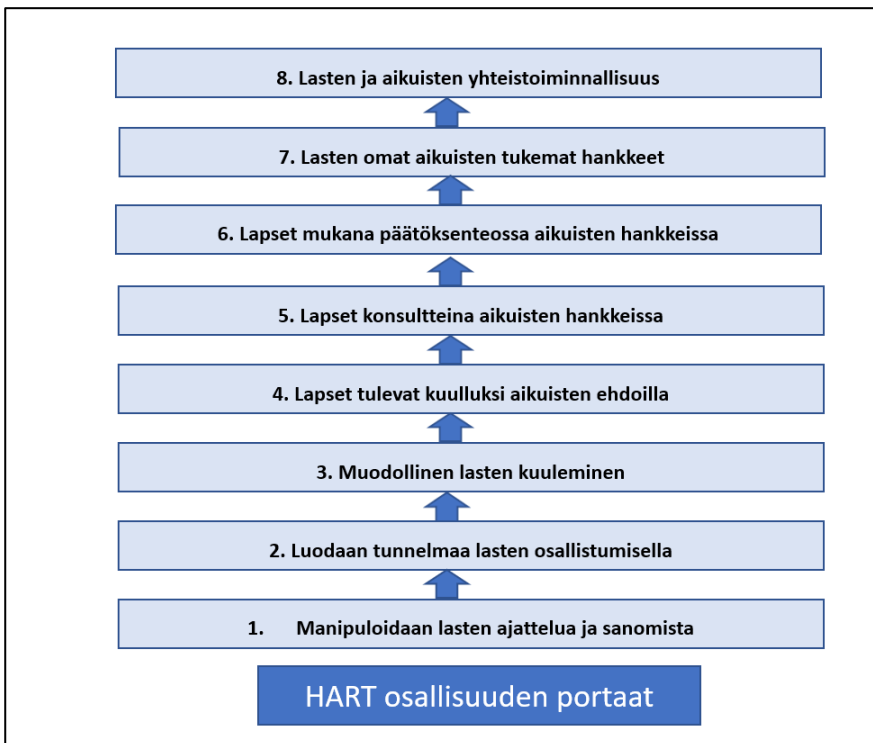 8. Lasten ja aikuisten yhteistoiminnallisuus
7. Lasten omat aikuisten tukemat hankkeet
6. Lapset mukana päätöksenteossa aikuisten hankkeissa
5. Lapset konsultteina aikuisten hankkeissa
4. Lapset tulevat kuulluksi aikuisten ehdoilla
3. Muodollinen lasten kuuleminen
2. Luodaan tunnelmaa lasten osallistumisella
1. Manipuloidaan lasten ajattelua ja sanomista
HART osallisuuden portaat